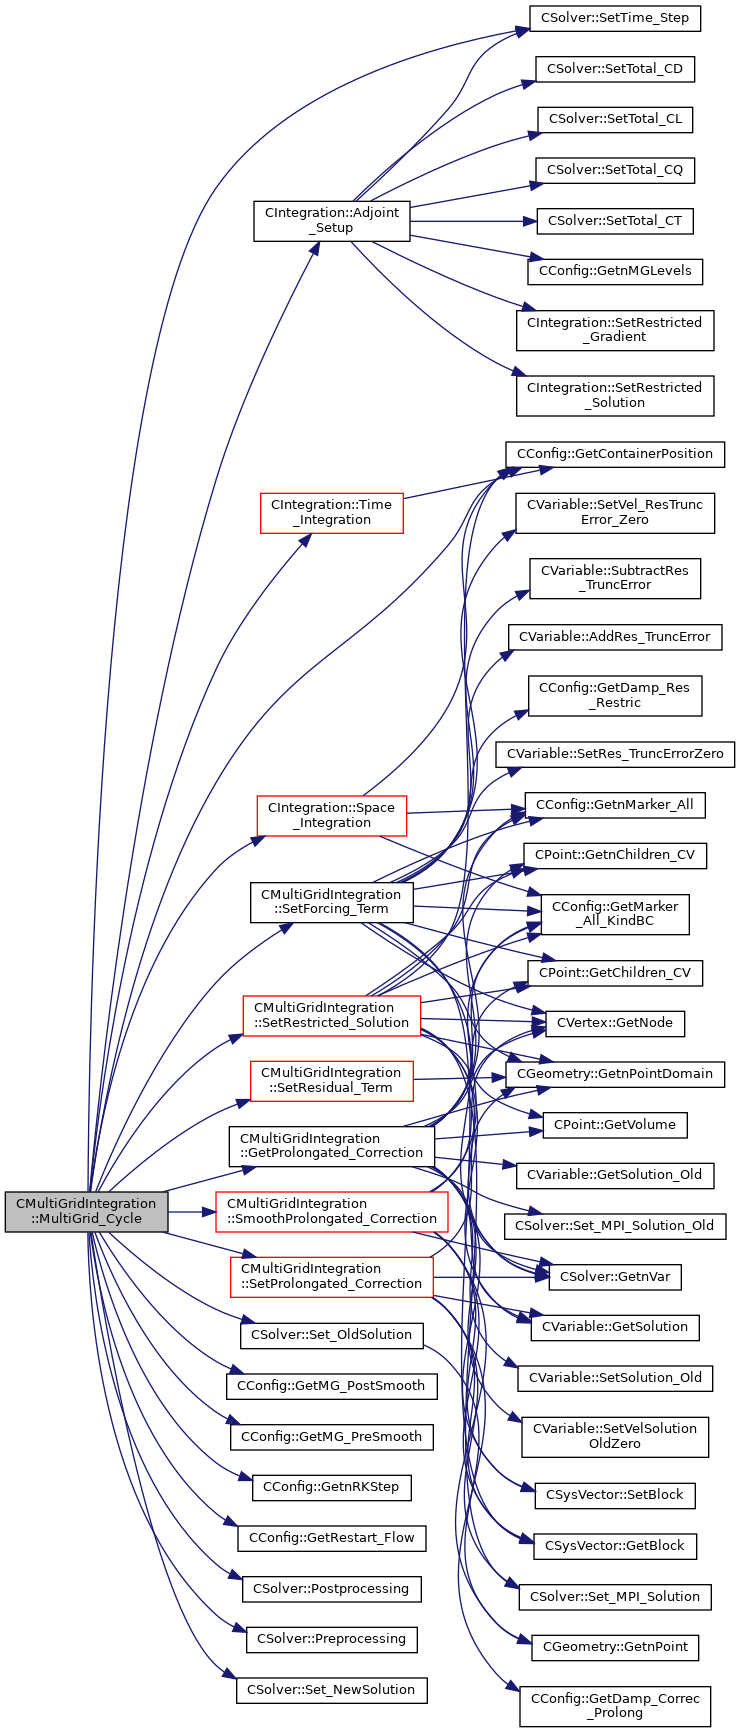 CMultiGridIntegration
::MultiGrid_Cycle
CIntegration::Adjoint
_Setup
CIntegration::Time
_Integration
CIntegration::Space
_Integration
CMultiGridIntegration
::SetForcing_Term
CMultiGridIntegration
::SetRestricted_Solution
CMultiGridIntegration
::SetResidual_Term
CMultiGridIntegration
::GetProlongated_Correction
CMultiGridIntegration
::SmoothProlongated_Correction
CMultiGridIntegration
::SetProlongated_Correction
CSolver::Set_OldSolution
CConfig::GetMG_PostSmooth
CConfig::GetMG_PreSmooth
CConfig::GetnRKStep
CConfig::GetRestart_Flow
CSolver::Postprocessing
CSolver::Preprocessing
CSolver::Set_NewSolution
CSolver::SetTime_Step
CSolver::SetTotal_CD
CSolver::SetTotal_CL
CSolver::SetTotal_CQ
CSolver::SetTotal_CT
CConfig::GetnMGLevels
CIntegration::SetRestricted
_Gradient
CIntegration::SetRestricted
_Solution
CConfig::GetContainerPosition
CVariable::SetVel_ResTrunc
Error_Zero
CVariable::SubtractRes
_TruncError
CVariable::AddRes_TruncError
CConfig::GetDamp_Res
_Restric
CVariable::SetRes_TruncErrorZero
CConfig::GetnMarker_All
CPoint::GetnChildren_CV
CConfig::GetMarker
_All_KindBC
CPoint::GetChildren_CV
CVertex::GetNode
CGeometry::GetnPointDomain
CPoint::GetVolume
CVariable::GetSolution_Old
CSolver::Set_MPI_Solution_Old
CSolver::GetnVar
CVariable::GetSolution
CVariable::SetSolution_Old
CVariable::SetVelSolution
OldZero
CSysVector::SetBlock
CSysVector::GetBlock
CSolver::Set_MPI_Solution
CGeometry::GetnPoint
CConfig::GetDamp_Correc
_Prolong